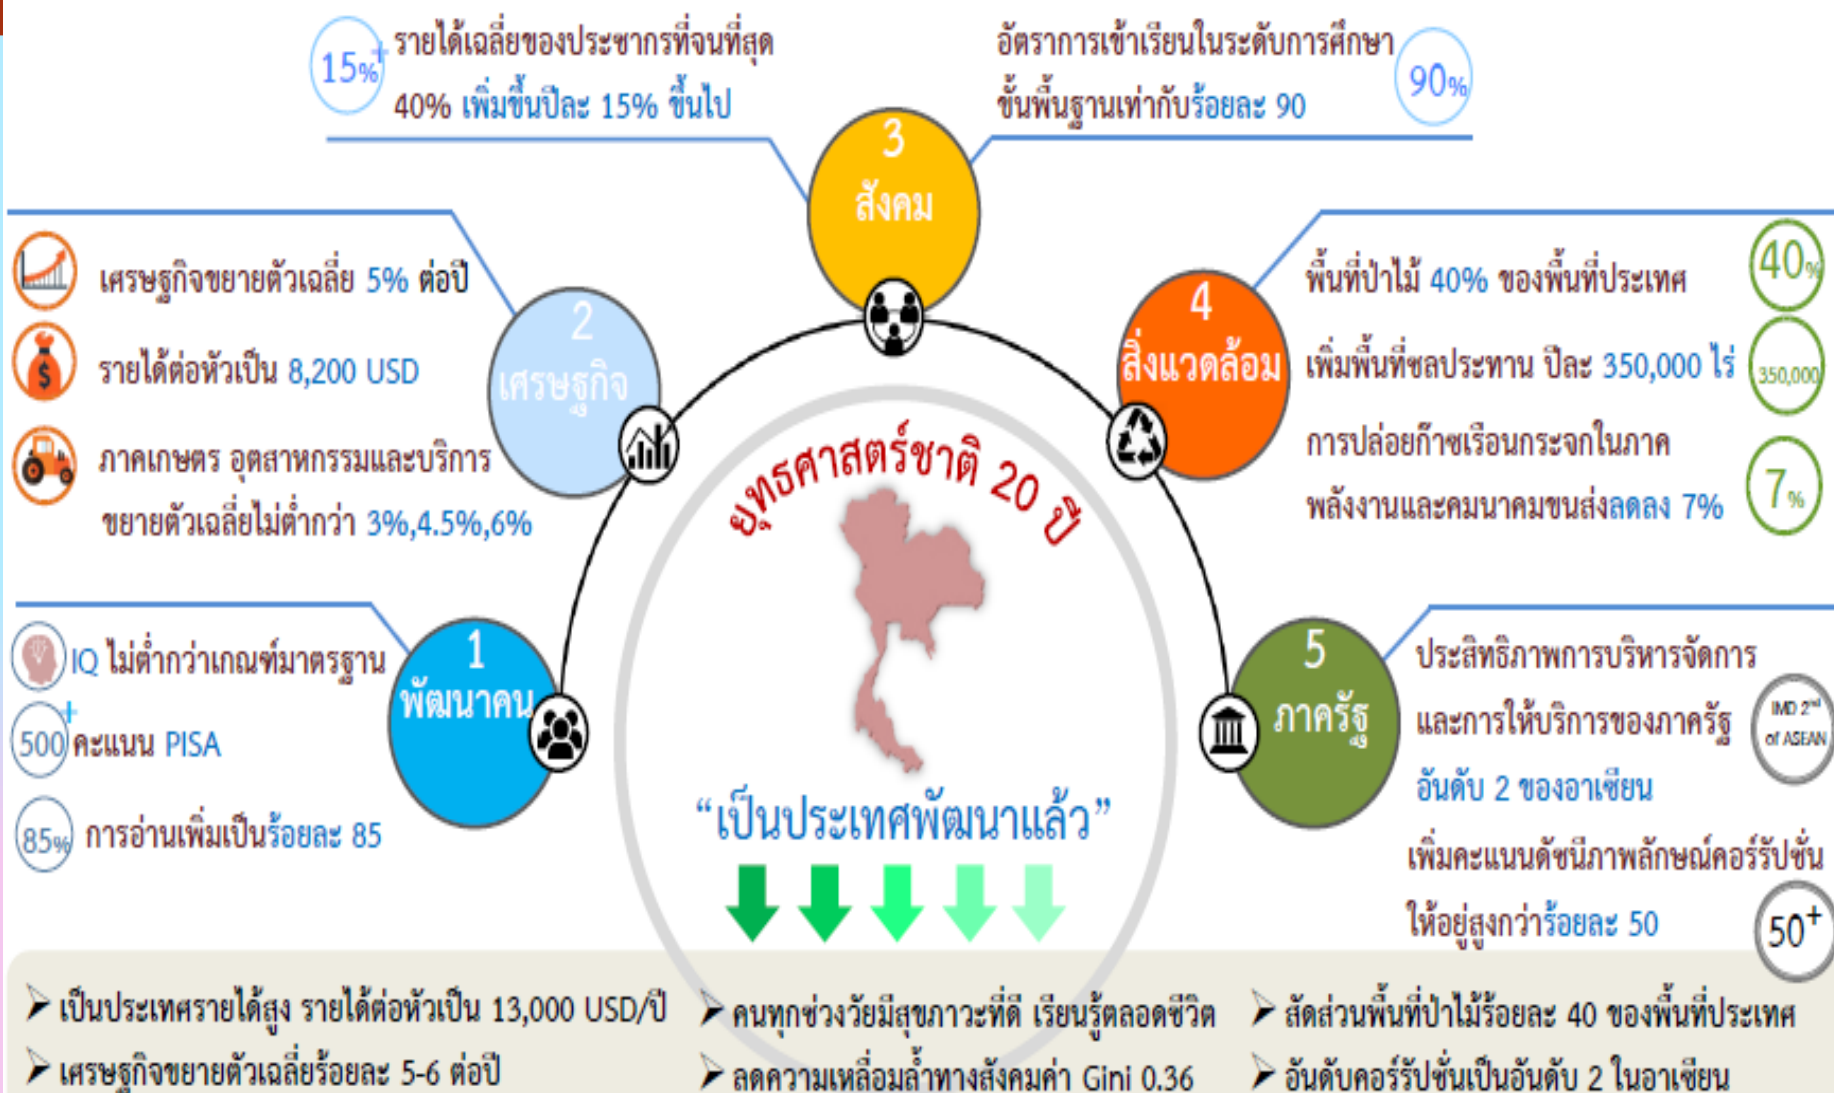 15%+
รายได้เฉลี่ยของประชากรที่จนที่สุด
40% เพิ่มขึ้นปีละ 15% ขึ้นไป
อัตราการเข้าเรียนในระดับการศึกษา
ขั้นพื้นฐานเท่ากับร้อยละ 90
90%
3
สังคม
เศรษฐกิจขยายตัวเฉลี่ย 5% ต่อปี
รายได้ต่อหัวเป็น 8,200 USD
ภาคเกษตร อุตสาหกรรมและบริการ
ขยายตัวเฉลี่ยไม่ต่ำกว่า 3%,4.5%,6%
2
เศรษฐกิจ
4
สิ่งแวดล้อม
พื้นที่ป่าไม้ 40% ของพื้นที่ประเทศ
40%
เพิ่มพื้นที่ชลประทาน ปีละ 350,000 ไร่
350,000
การปล่อยก๊าซเรือนกระจกในภาค
พลังงานและคมนาคมขนส่งลดลง 7%
7%
ยุทธศาสตร์ชาติ 20 ปี
IQ ไม่ต่ำกว่าเกณฑ์มาตรฐาน
500+ คะแนน PISA
85% การอ่านเพิ่มเป็นร้อยละ 85
1
พัฒนาคน
5
ภาครัฐ
ประสิทธิภาพการบริหารจัดการ
และการให้บริการของภาครัฐ
อันดับ 2 ของอาเซียน
IMD 2nd
of ASEAN
เพิ่มคะแนนดัชนีภาพลักษณ์คอร์รัปชั่น
ให้อยู่สูงกว่าร้อยละ 50
50+
“เป็นประเทศพัฒนาแล้ว”
➢ เป็นประเทศรายได้สูง รายได้ต่อหัวเป็น 13,000 USD/ปี
➢ เศรษฐกิจขยายตัวเฉลี่ยร้อยละ 5-6 ต่อปี
➢ คนทุกช่วงวัยมีสุขภาวะที่ดี เรียนรู้ตลอดชีวิต
➢ ลดความเหลื่อมล้ำทางสังคมค่า Gini 0.36
➢ สัดส่วนพื้นที่ป่าไม้ร้อยละ 40 ของพื้นที่ประเทศ
➢ อันดับคอร์รัปชั่นเป็นอันดับ 2 ในอาเซียน